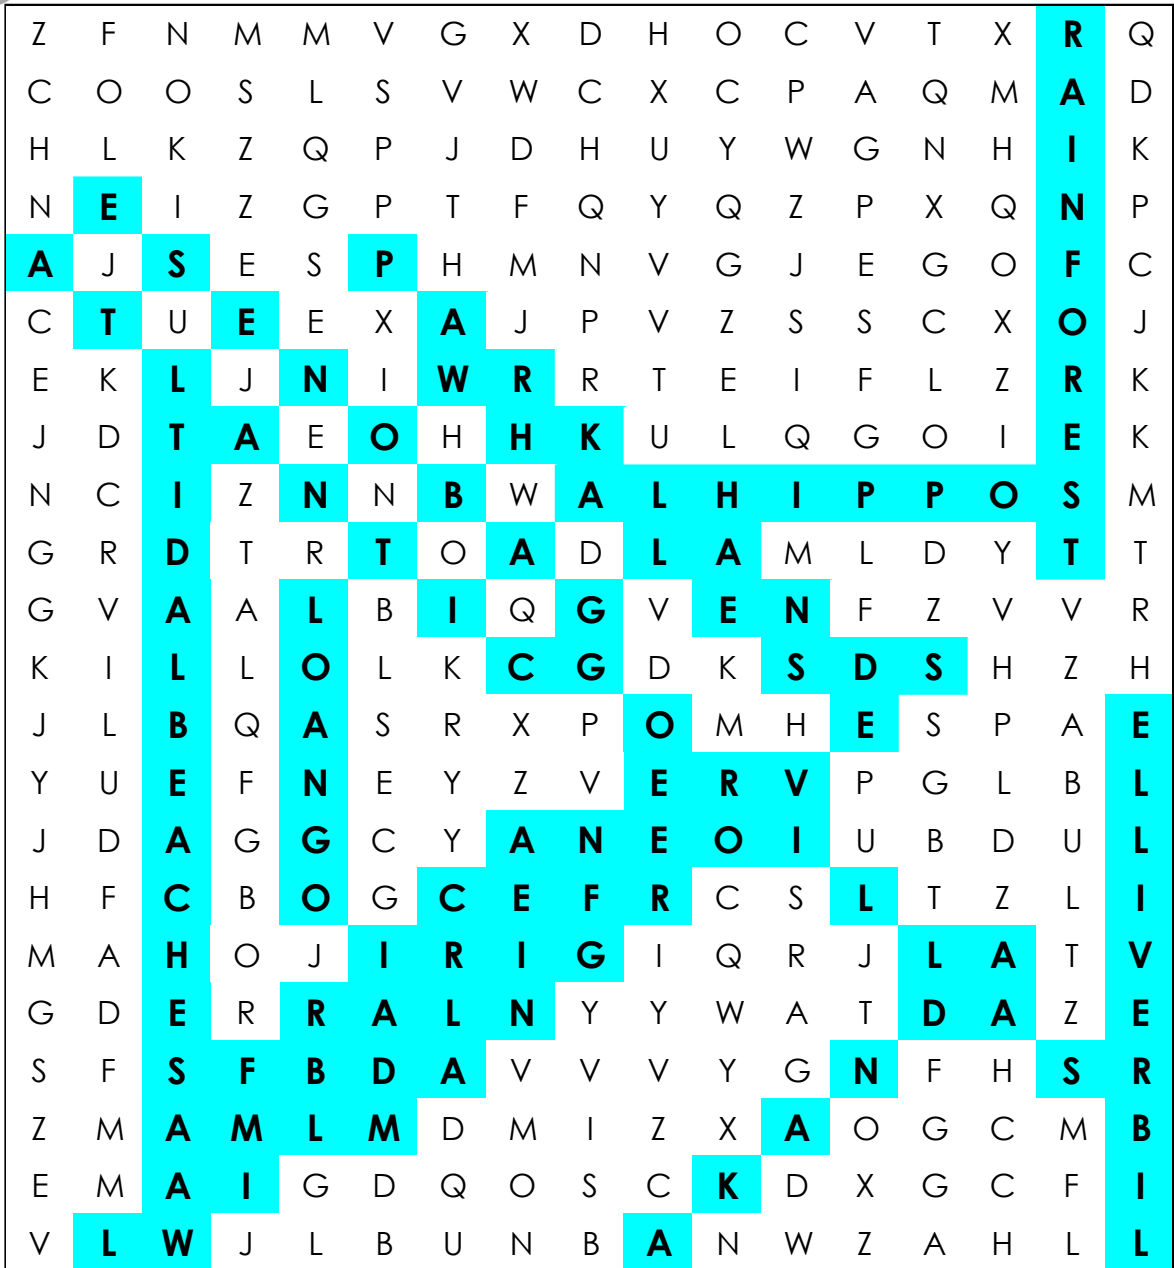 Z F N M M V G X D H O C V T X R Q
C O O S L S V W C X C P A Q M A D
H L K Z Q P J D H U Y W G N H I K
N E I Z G P T F Q Y Q Z P X Q N P
A J S E S P H M N V G J E G O F C
C T U E E X A J P V Z S S C X O J
E K L J N I W R R T E I F L Z R K
J D T A E O H H K U L Q G O I E K
N C I Z N N B W A L H I P P O S M
G R D T R T O A D L A M L D Y T T
G V A A L B I Q G V E N F Z V V R
K I L L O L K C G D K S D S H Z H
J L B Q A S R X P O M H E S P A E
Y U E F N E Y Z V E R V P G L B L
J D A G G C Y A N E O I U B D U L
H F C B O G C E F R C S L T Z L I
M A H O J I R I G I Q R J L A T V
G D E R R A L N Y Y W A T D A Z E
S F S F B D A V V V Y G N F H S R
Z M A M L M D M I Z X A O G C M B
E M A I G D Q O S C K D X G C F I
V L W J L B U N B A N W Z A H L L